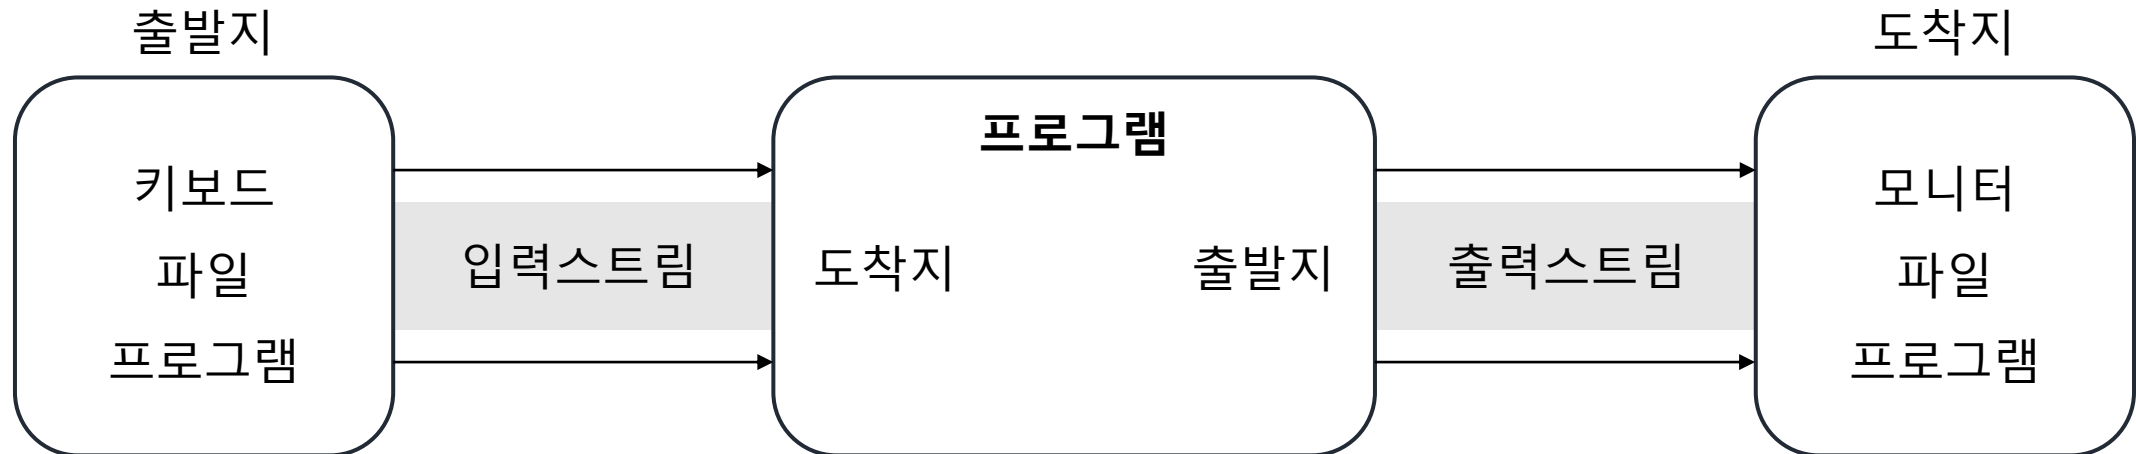 출발지
키보드
파일
프로그램
입력스트림
프로그램
도착지
출발지
출력스트림
도착지
모니터
파일
프로그램